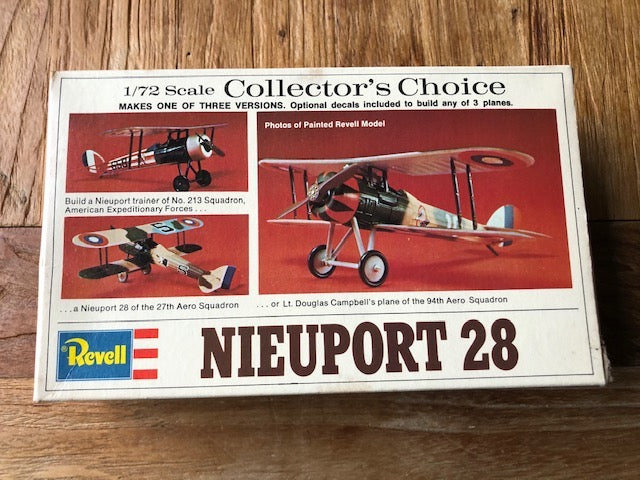 1/72 Scale Collector's Choice
MAKES ONE OF THREE VERSIONS. Optional decals included to build any of 3 planes.
Photos of Painted Revell Model
Build a Nieuport trainer of No. 213 Squadron,
American Expeditionary Forces . . .
. . . a Nieuport 28 of the 27th Aero Squadron
. . . or Lt. Douglas Campbell's plane of the 94th Aero Squadron
Revell
NIEUPORT 28